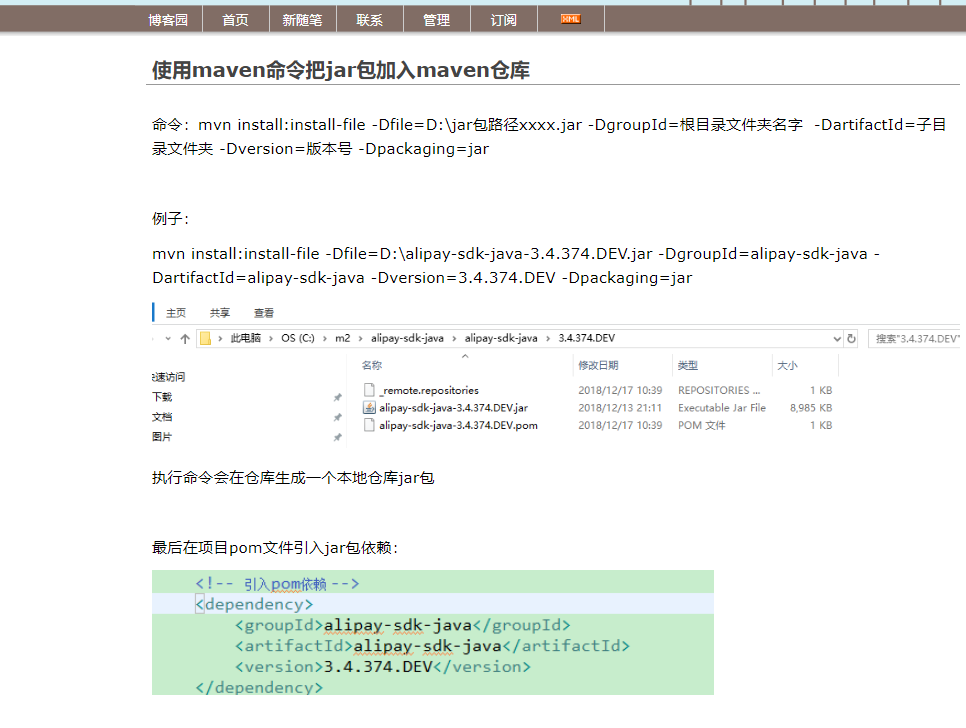 博客园 首页 新随笔 联系 管理 订阅 XML
使用maven命令把jar包加入maven仓库
命令：mvn install:install-file -Dfile=D:\jar包路径xxxx.jar -DgroupId=根目录文件夹名字 -DartifactId=子目
录文件夹 -Dversion=版本号 -Dpackaging=jar
例子：
mvn install:install-file -Dfile=D:\alipay-sdk-java-3.4.374.DEV.jar -DgroupId=alipay-sdk-java -
DartifactId=alipay-sdk-java -Dversion=3.4.374.DEV -Dpackaging=jar
主页 共享 查看
此电脑 › OS (C:) › m2 › alipay-sdk-java › alipay-sdk-java › 3.4.374.DEV 搜索"3.4.374.DEV"
名称 修改日期 类型 大小
速访问
下载
文档
图片
_remote.repositories 2018/12/17 10:39 REPOSITORIES ... 1 KB
alipay-sdk-java-3.4.374.DEV.jar 2018/12/13 21:11 Executable Jar File 8,985 KB
alipay-sdk-java-3.4.374.DEV.pom 2018/12/17 10:39 POM 文件 1 KB
执行命令会在仓库生成一个本地仓库jar包
最后在项目pom文件引入jar包依赖：
<!-- 引入pom依赖 -->
<dependency>
<groupId>alipay-sdk-java</groupId>
<artifactId>alipay-sdk-java</artifactId>
<version>3.4.374.DEV</version>
</dependency>